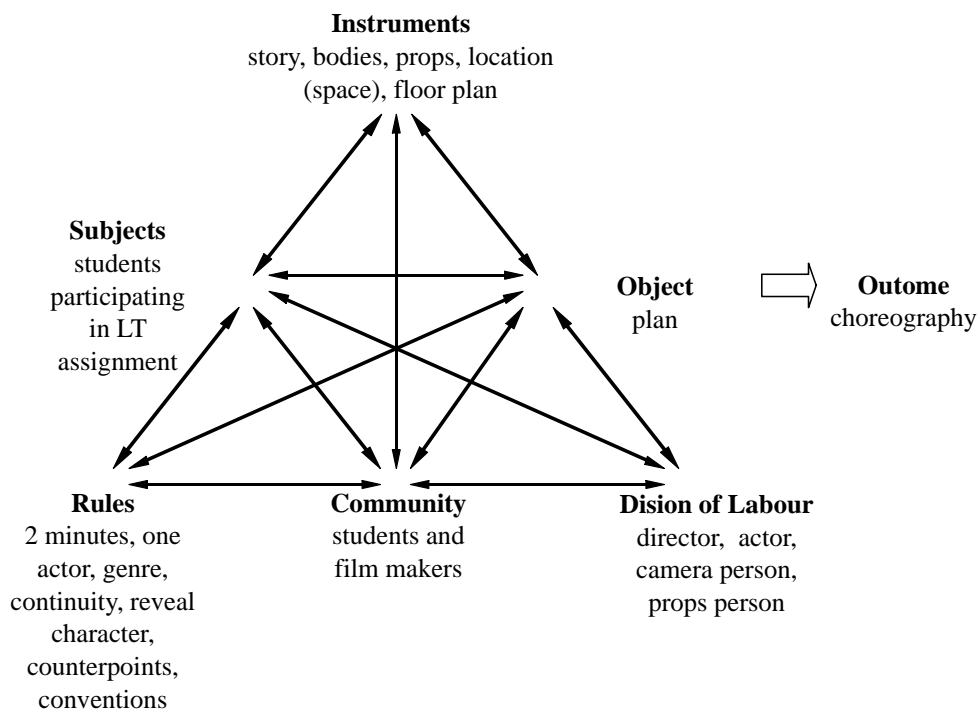 Instruments
story, bodies, props, location
(space), floor plan
Subjects
students
participating
in LT
assignment
Object
plan
Outome
choreography
Rules
2 minutes, one
actor, genre,
continuity, reveal
character,
counterpoints,
conventions
Community
students and
film makers
Dision of Labour
director, actor,
camera person,
props person